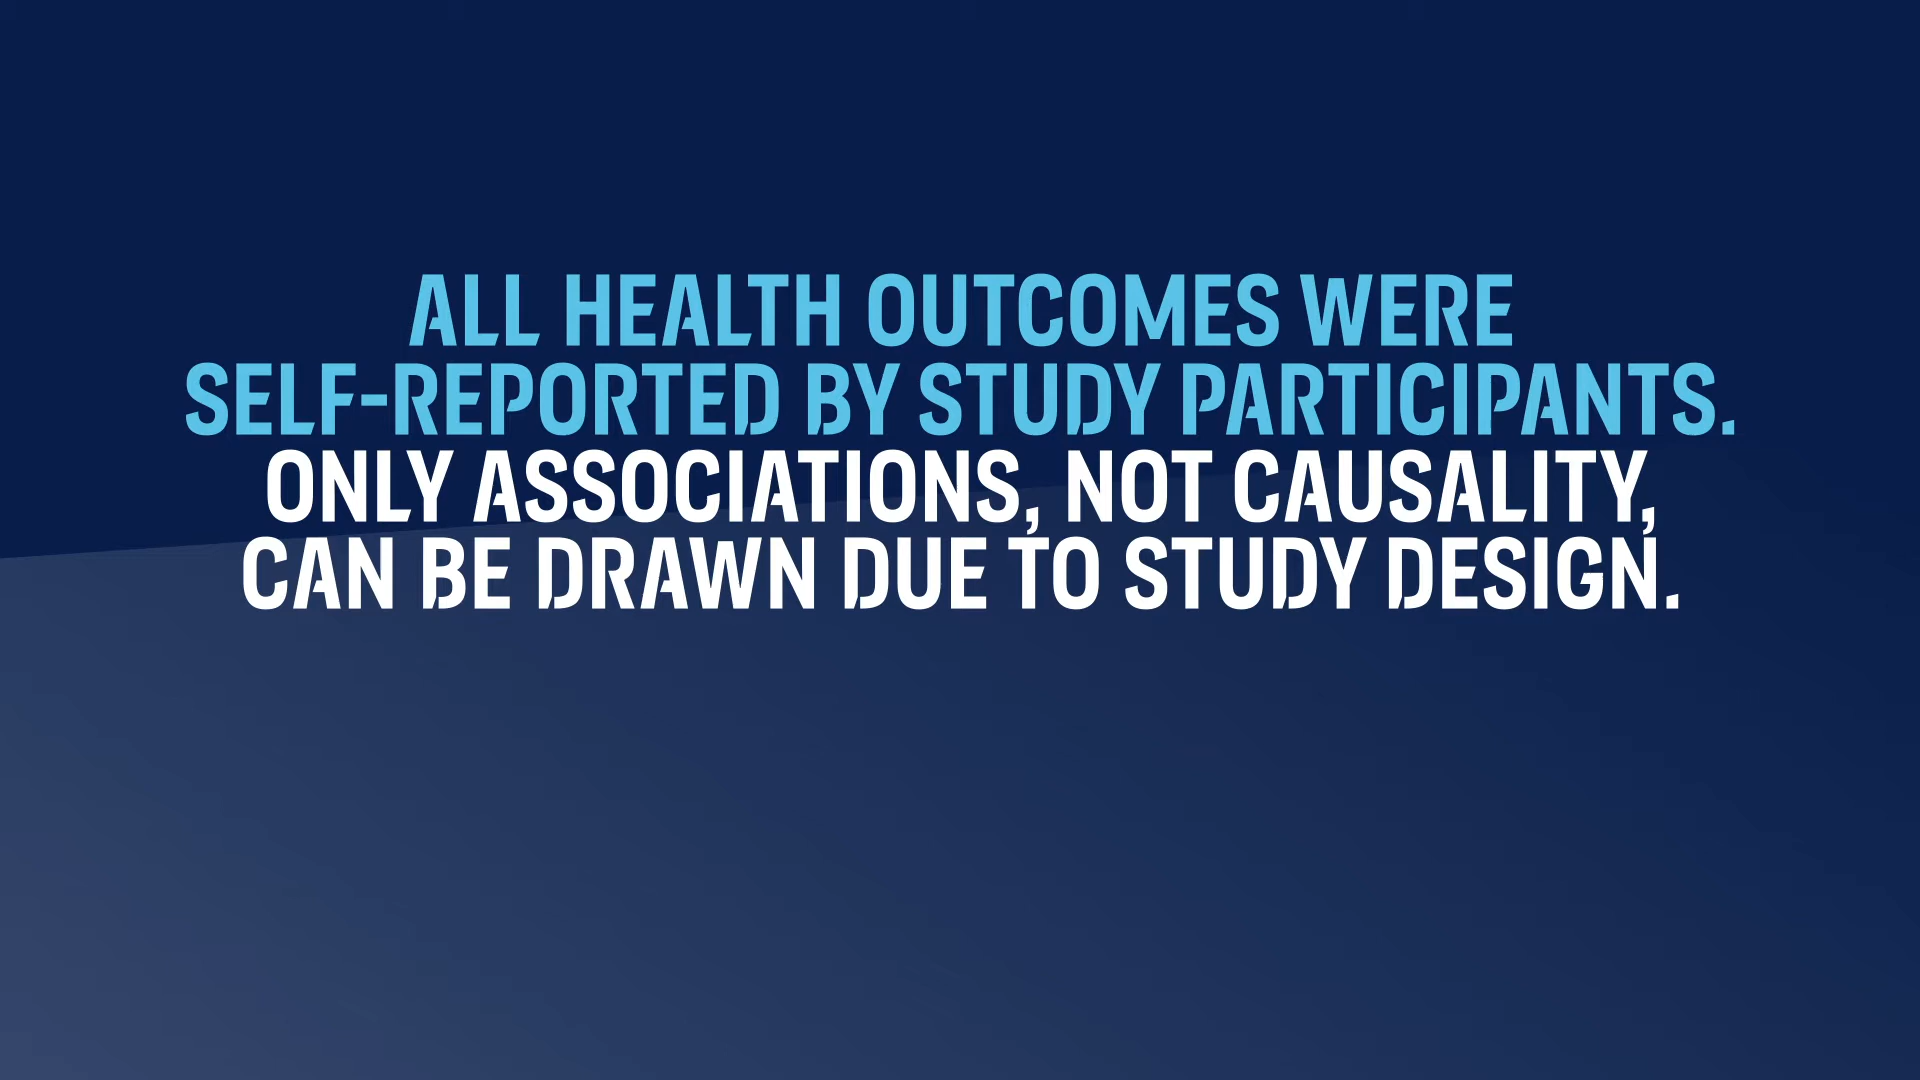 ALL HEALTH OUTCOMES WERE
SELF-REPORTED BY STUDY PARTICIPANTS.
ONLY ASSOCIATIONS, NOT CAUSALITY,
CAN BE DRAWN DUE TO STUDY DESIGN.